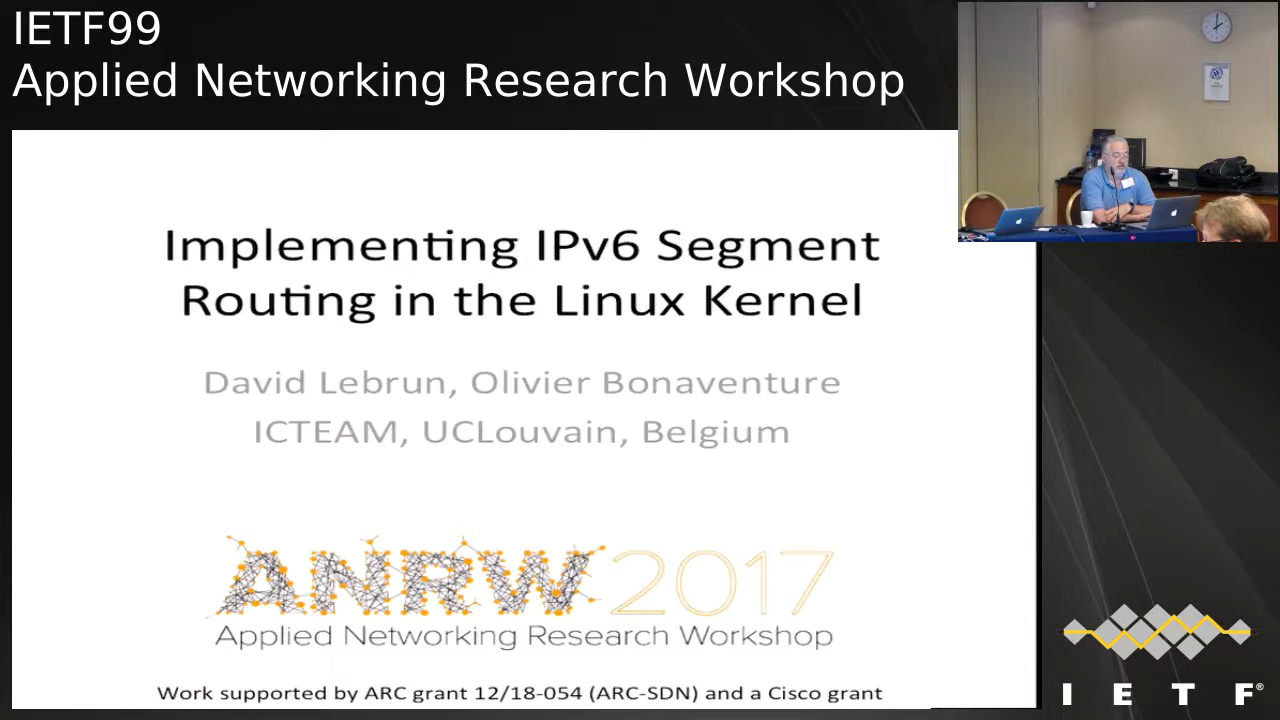 IETF99
Applied Networking Research Workshop
Implementing IPv6 Segment
Routing in the Linux Kernel
David Lebrun, Olivier Bonaventure
ICTEAM, UCLouvain, Belgium
ANRW 2017
Applied Networking Research Workshop
Work supported by ARC grant 12/18-054 (ARC-SDN) and a Cisco grant
I E T F®